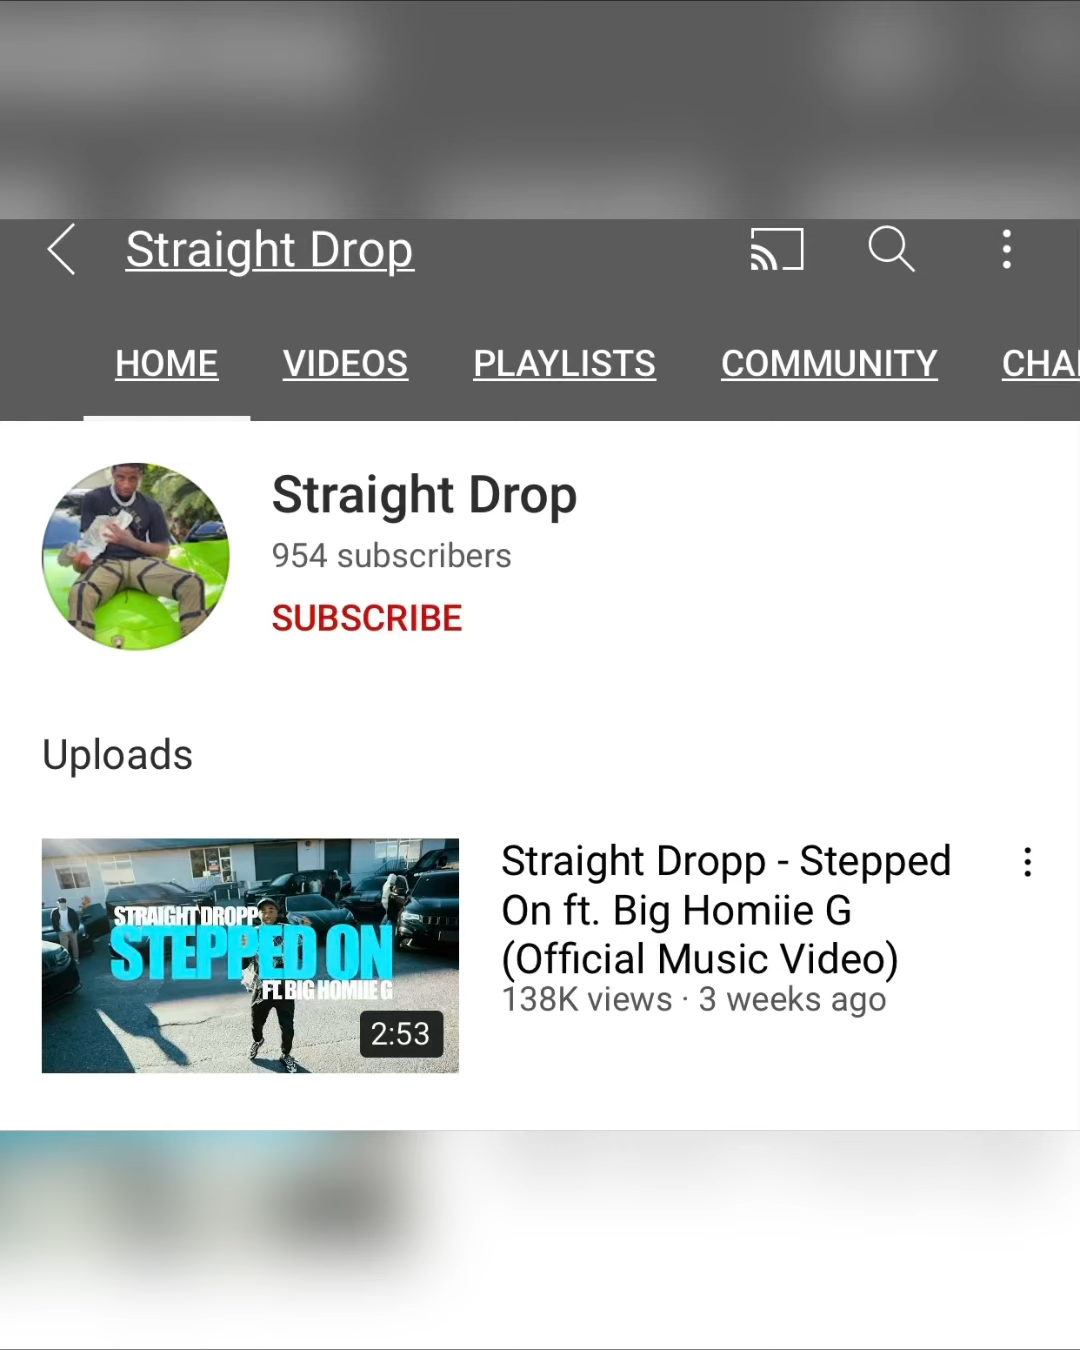 Straight Drop
HOME VIDEOS PLAYLISTS COMMUNITY CHA
Straight Drop
954 subscribers
SUBSCRIBE
Uploads
STRAIGHT DROPP
STEPPED ON
FT. BIG HOMIIE G
2:53
Straight Dropp - Stepped
On ft. Big Homiie G
(Official Music Video)
138K views · 3 weeks ago